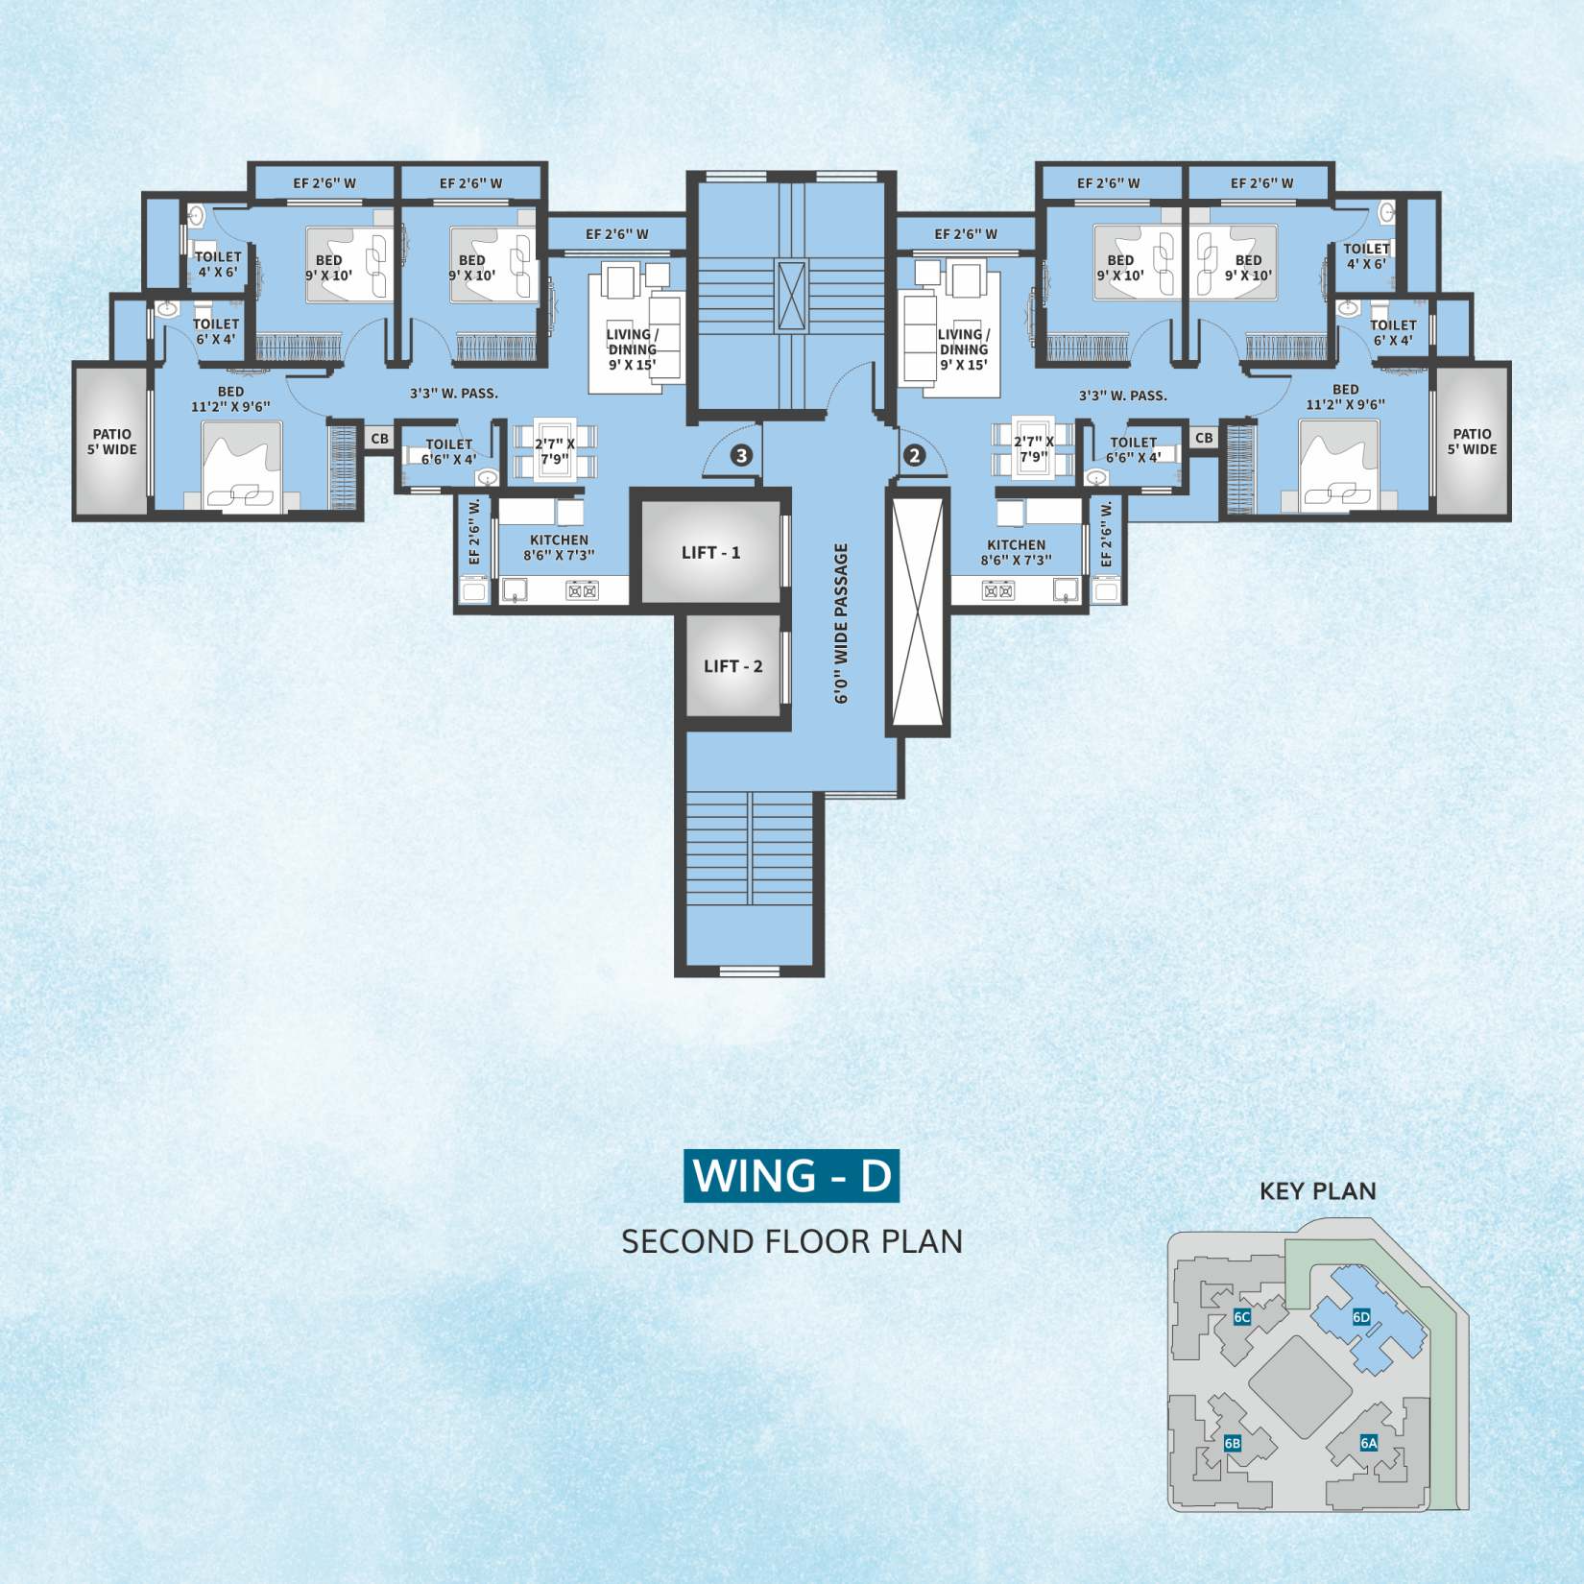 EF 2'6" W
EF 2'6" W
EF 2'6" W
EF 2'6" W
EF 2'6" W
EF 2'6" W
TOILET
4' X 6'
BED
9' X 10'
BED
9' X 10'
LIVING /
DINING
9' X 15'
TOILET
6' X 4'
BED
11'2" X 9'6"
3'3" W. PASS.
PATIO
5' WIDE
CB
TOILET
6'6" X 4'
2'7" X
7'9"
3
EF 2'6" W.
KITCHEN
8'6" X 7'3"
LIFT - 1
LIFT - 2
6'0" WIDE PASSAGE
LIVING /
DINING
9' X 15'
BED
9' X 10'
BED
9' X 10'
TOILET
4' X 6'
TOILET
6' X 4'
3'3" W. PASS.
BED
11'2" X 9'6"
PATIO
5' WIDE
2
2'7" X
7'9"
TOILET
6'6" X 4'
CB
KITCHEN
8'6" X 7'3"
EF 2'6" W.
WING - D
SECOND FLOOR PLAN
KEY PLAN
6C
6D
6B
6A